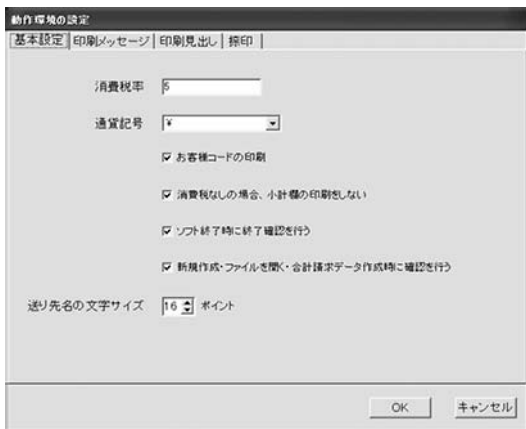 動作環境の設定
基本設定 印刷メッセージ 印刷見出し 捺印
消費税率 5
通貨記号 ¥
お客様コードの印刷
消費税なしの場合、小計欄の印刷をしない
ソフト終了時に終了確認を行う
新規作成・ファイルを開く・合計請求データ作成時に確認を行う
送り先名の文字サイズ 16 ポイント
OK キャンセル